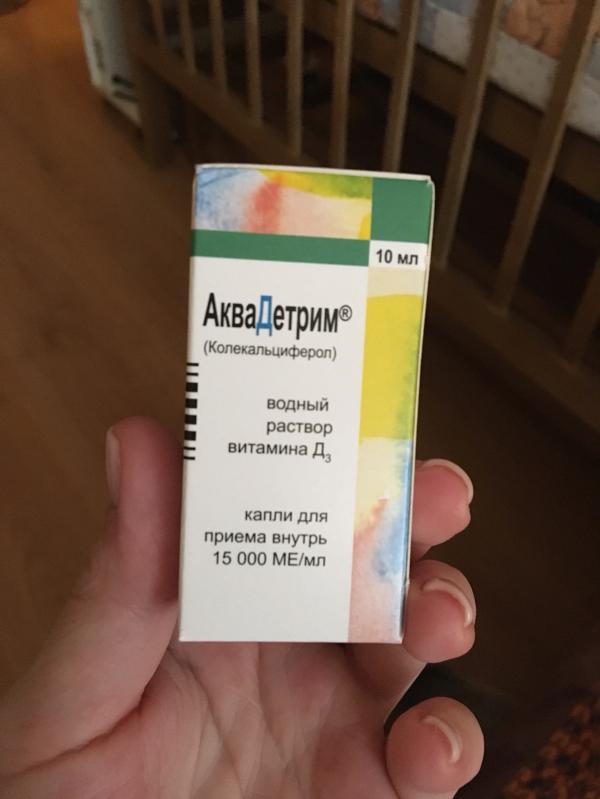 10 мл
АкваДетрим®
(Колекальциферол)
водный
раствор
витамина Д₃
капли для
приема внутрь
15 000 МЕ/мл